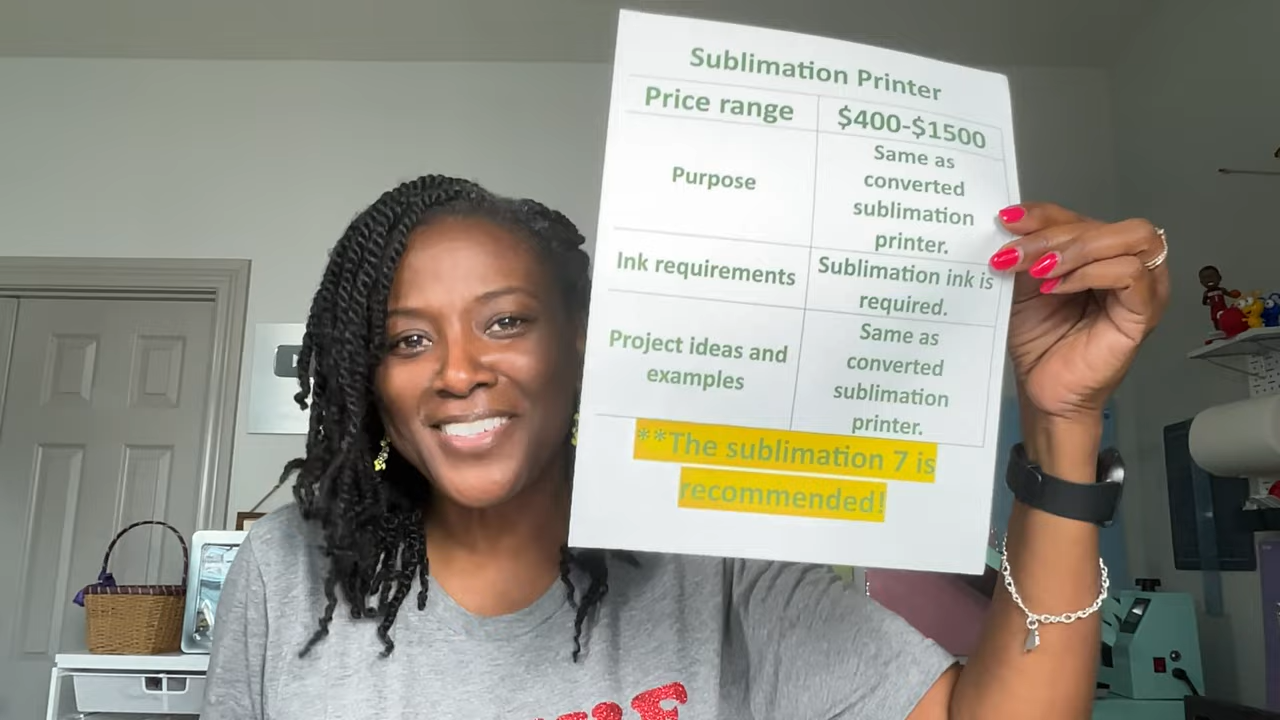 Sublimation Printer
Price range
$400-$1500
Purpose
Same as
converted
sublimation
printer.
Ink requirements
Sublimation ink is
required.
Project ideas and
examples
Same as
converted
sublimation
printer.
**The sublimation 7 is
recommended!